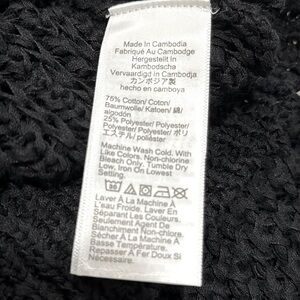 Made In Cambodia
Fabriqué Au Cambodge
Hergestellt In
Kambodscha
Vervaardigd in Cambodja
カンボジア製
hecho en camboya
75% Cotton/ Coton/
Baumwolle/ Katoen/ 綿/
algodón
25% Polyester/ Polyester/
Polyester/ Polyester/ ポリ
エステル/ poliéster
Machine Wash Cold, With
Like Colors. Non-chlorine
Bleach Only. Tumble Dry
Low, Iron On Lowest
Setting.
Laver À La Machine À
L'eau Froide. Laver En
Séparant Les Couleurs.
Seulement Agent De
Blanchiment Non-chlore.
Sécher À La Machine À
Basse Température.
Repasser À Fer Doux Si
Nécessaire.